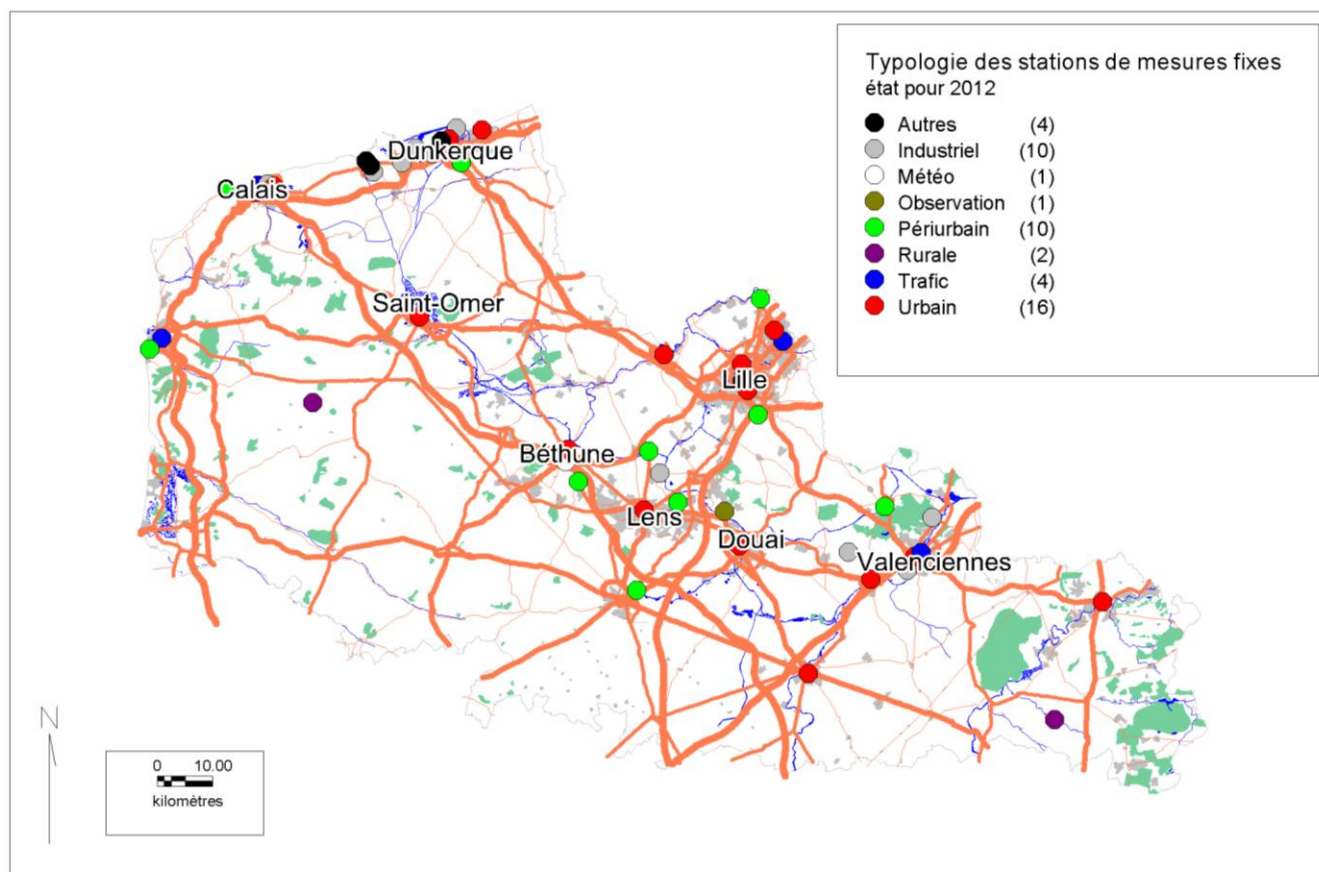 Typologie des stations de mesures fixes
état pour 2012
Autres (4)
Industriel (10)
Météo (1)
Observation (1)
Périurbain (10)
Rurale (2)
Trafic (4)
Urbain (16)
Dunkerque
Calais
Saint-Omer
Lille
Béthune
Lens
Douai
Valenciennes
N
0 10.00
kilomètres